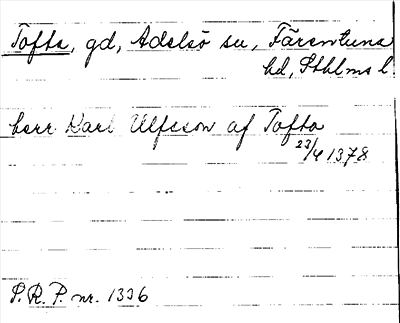 Tofta, gd, Adelsö sn, Färentuna
hd, Sthlms l.
herr Karl Ulfsson af Tofta
23/4 1378
S.R.P. nr. 1336